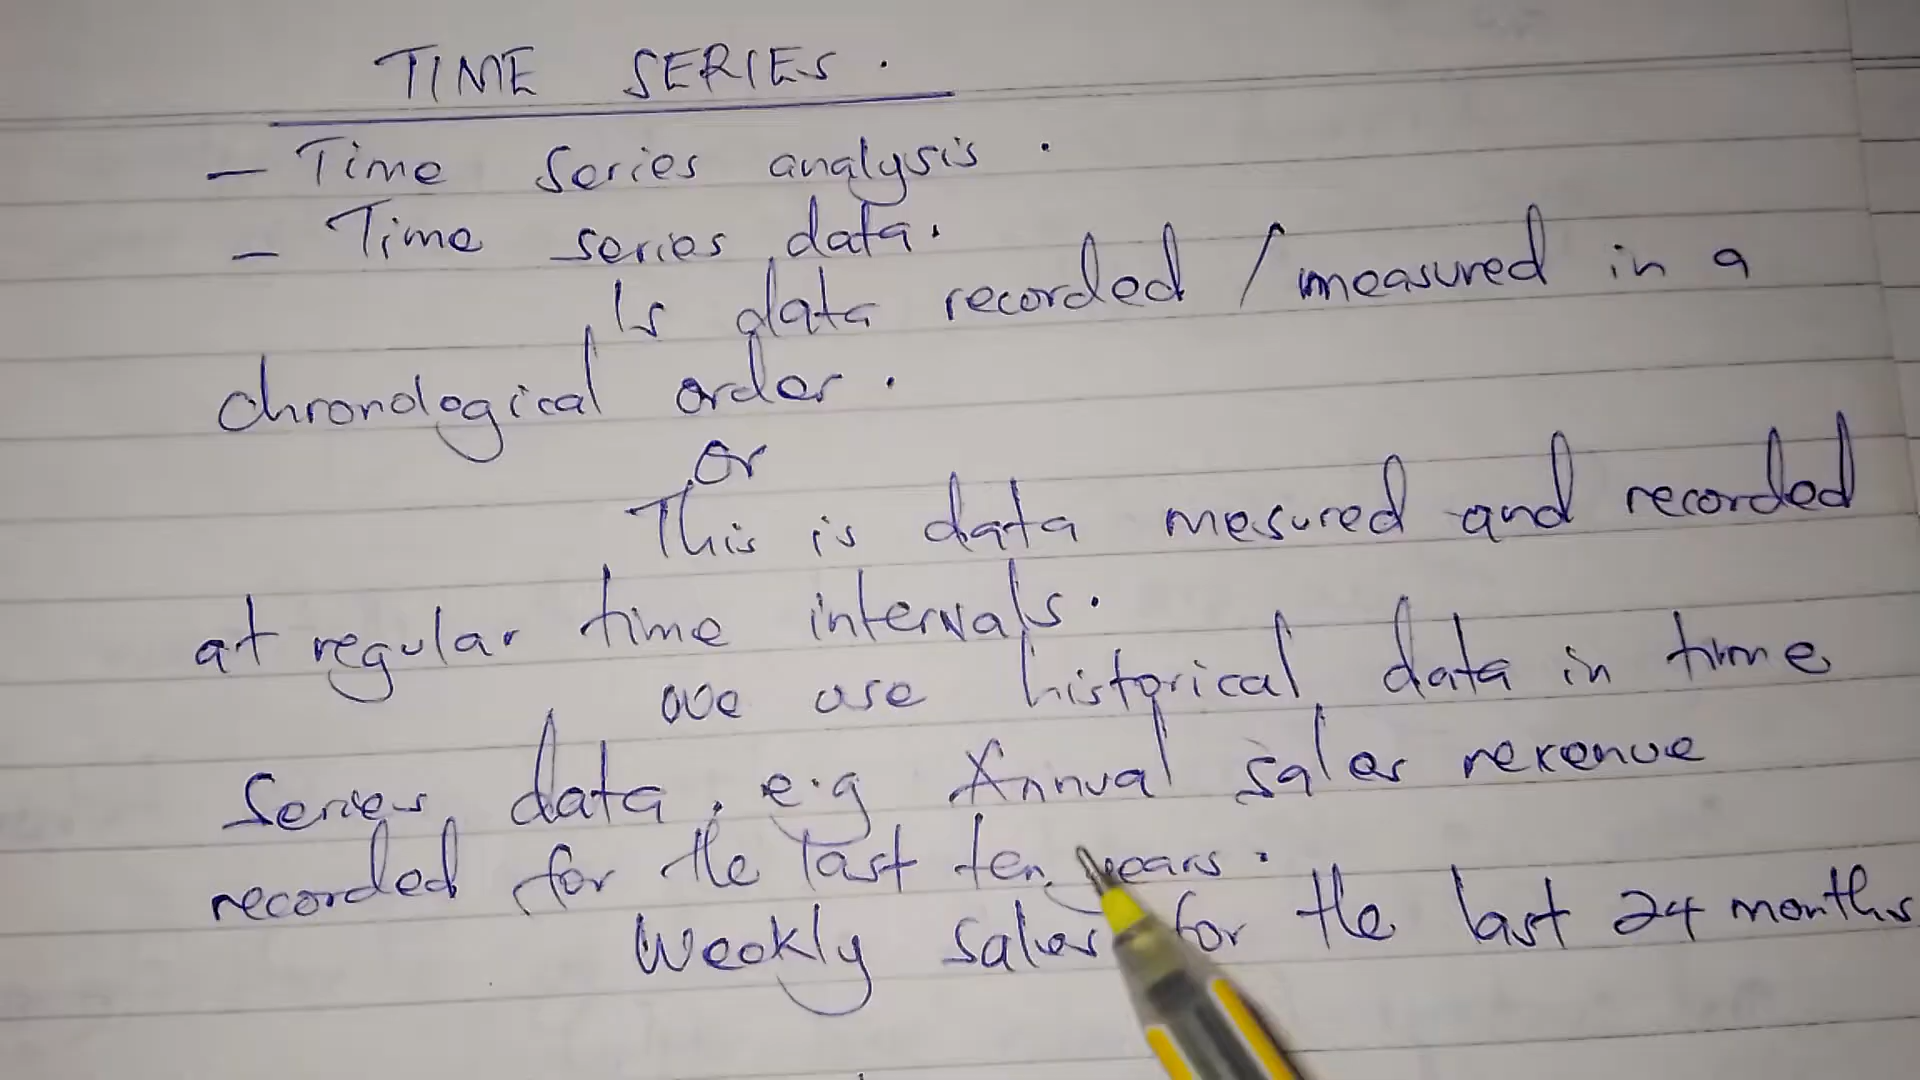 TIME SERIES.
- Time Series analysis.
- Time series data.
Is data recorded / measured in a
chronological order.
Or
This is data mesured and recorded
at regular time intervals.
we use historical data in time
Series data. e.g Annual sales revenue
recorded for the last ten years.
Weekly Sales for the last 24 months